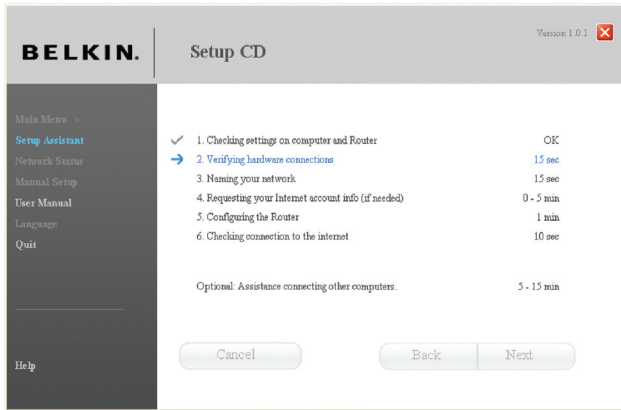 BELKIN.
Setup CD
Version 1.0.1
Main Menu >
Setup Assistant
Network Status
Manual Setup
User Manual
Language
Quit
Help
1. Checking settings on computer and Router OK
2. Verifying hardware connections 15 sec
3. Naming your network 15 sec
4. Requesting your Internet account info (if needed) 0 - 5 min
5. Configuring the Router 1 min
6. Checking connection to the internet 10 sec
Optional: Assistance connecting other computers. 5 - 15 min
Cancel
Back
Next